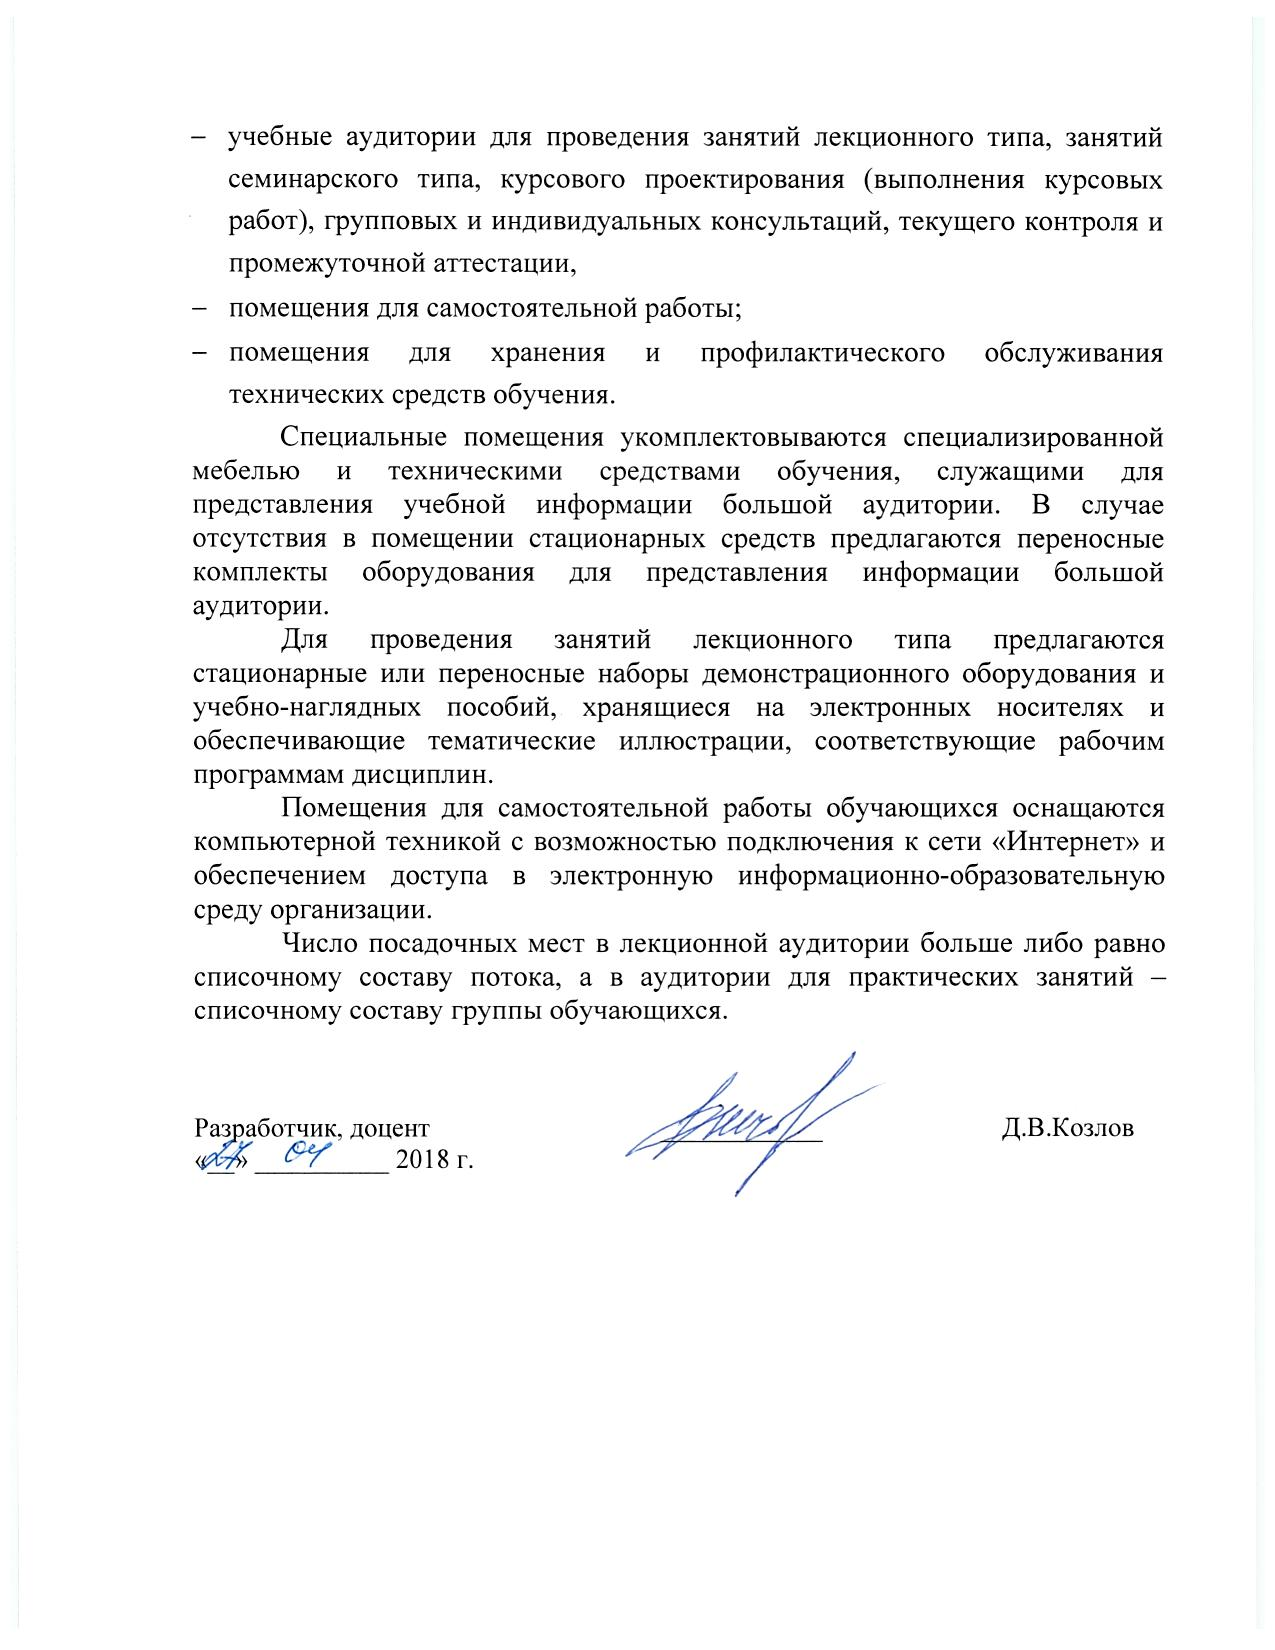 – учебные аудитории для проведения занятий лекционного типа, занятий
семинарского типа, курсового проектирования (выполнения курсовых
работ), групповых и индивидуальных консультаций, текущего контроля и
промежуточной аттестации,
– помещения для самостоятельной работы;
– помещения для хранения и профилактического обслуживания
технических средств обучения.
Специальные помещения укомплектовываются специализированной
мебелью и техническими средствами обучения, служащими для
представления учебной информации большой аудитории. В случае
отсутствия в помещении стационарных средств предлагаются переносные
комплекты оборудования для представления информации большой
аудитории.
Для проведения занятий лекционного типа предлагаются
стационарные или переносные наборы демонстрационного оборудования и
учебно-наглядных пособий, хранящиеся на электронных носителях и
обеспечивающие тематические иллюстрации, соответствующие рабочим
программам дисциплин.
Помещения для самостоятельной работы обучающихся оснащаются
компьютерной техникой с возможностью подключения к сети «Интернет» и
обеспечением доступа в электронную информационно-образовательную
среду организации.
Число посадочных мест в лекционной аудитории больше либо равно
списочному составу потока, а в аудитории для практических занятий –
списочному составу группы обучающихся.
Разработчик, доцент Д.В.Козлов
«27» 04 2018 г.